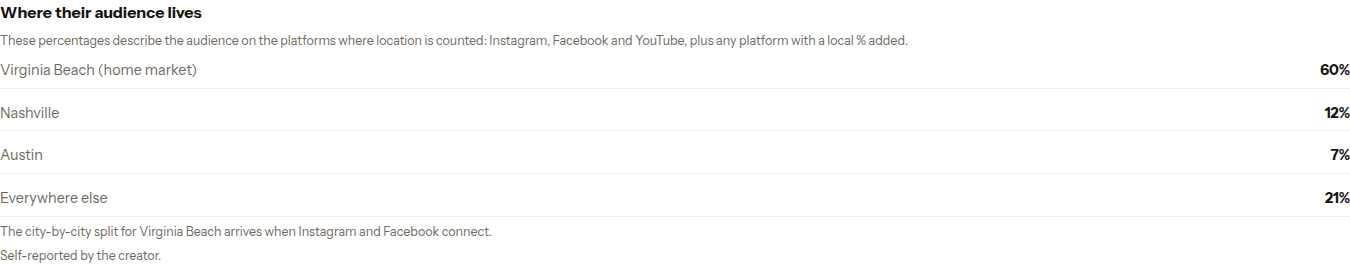 Where their audience lives
These percentages describe the audience on the platforms where location is counted: Instagram, Facebook and YouTube, plus any platform with a local % added.
Virginia Beach (home market) 60%
Nashville 12%
Austin 7%
Everywhere else 21%
The city-by-city split for Virginia Beach arrives when Instagram and Facebook connect.
Self-reported by the creator.